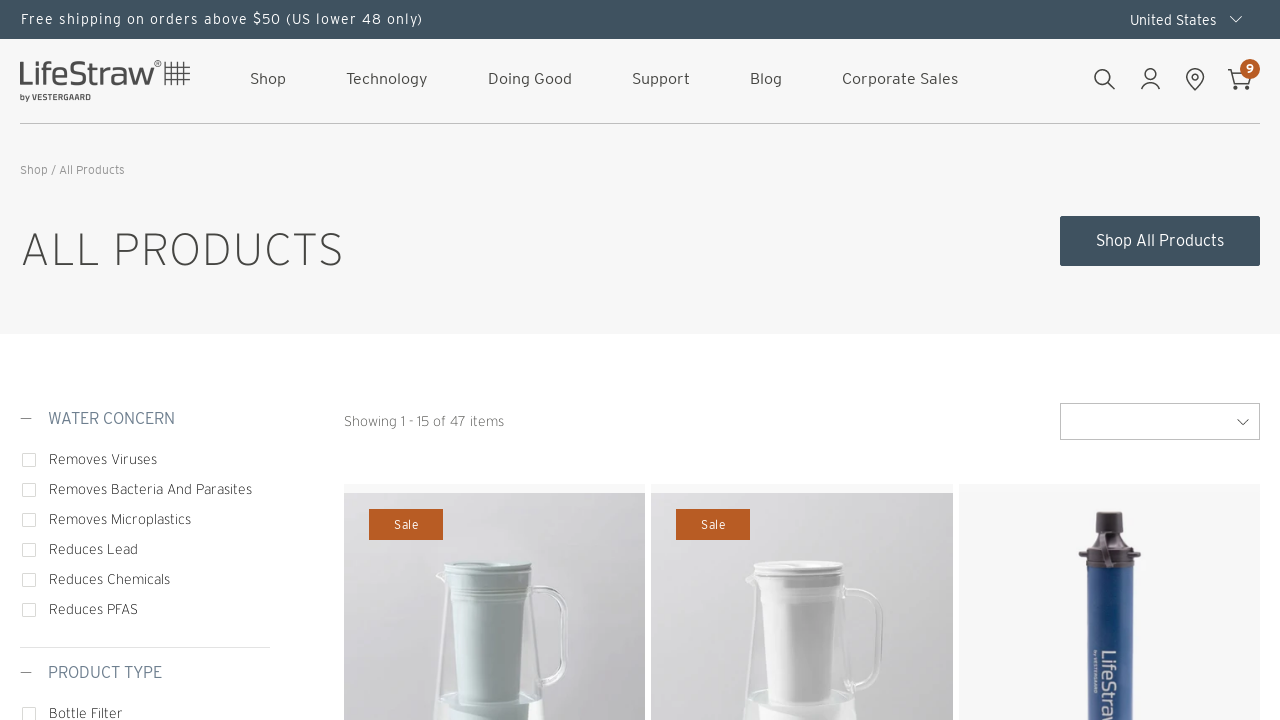 Free shipping on orders above $50 (US lower 48 only)
United States
LifeStraw®
by VESTERGAARD
Shop
Technology
Doing Good
Support
Blog
Corporate Sales
9
Shop / All Products
ALL PRODUCTS
Shop All Products
WATER CONCERN
Removes Viruses
Removes Bacteria And Parasites
Removes Microplastics
Reduces Lead
Reduces Chemicals
Reduces PFAS
PRODUCT TYPE
Bottle Filter
Showing 1 - 15 of 47 items
Sale
Sale
LifeStraw
by VESTERGAARD